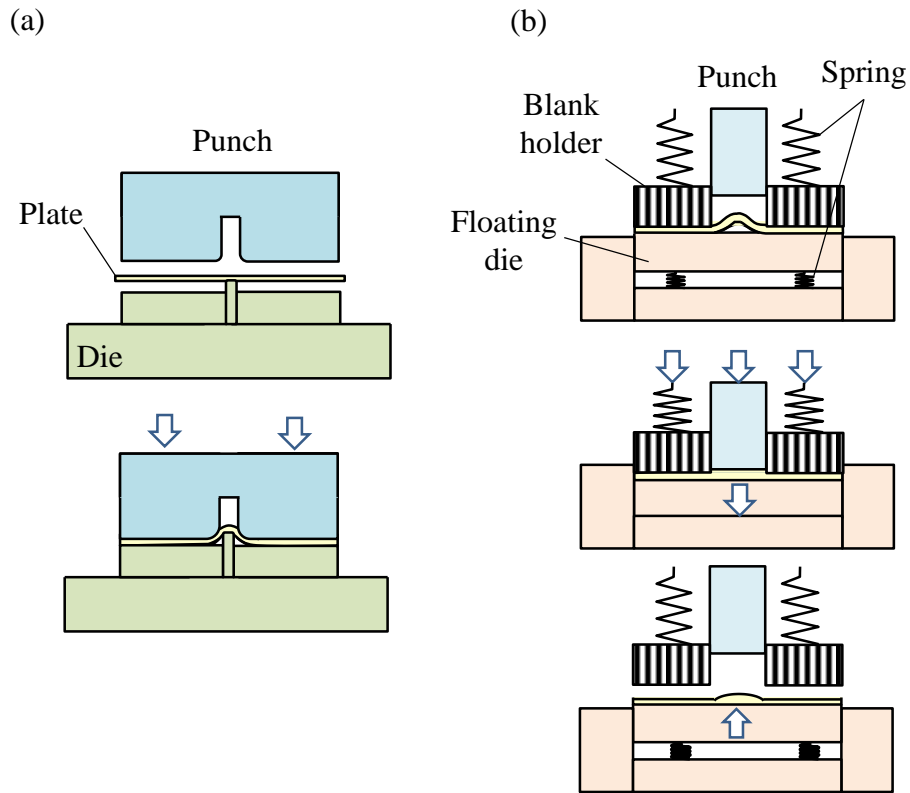 (a)
Punch
Plate
Die
(b)
Punch
Spring
Blank
holder
Floating
die